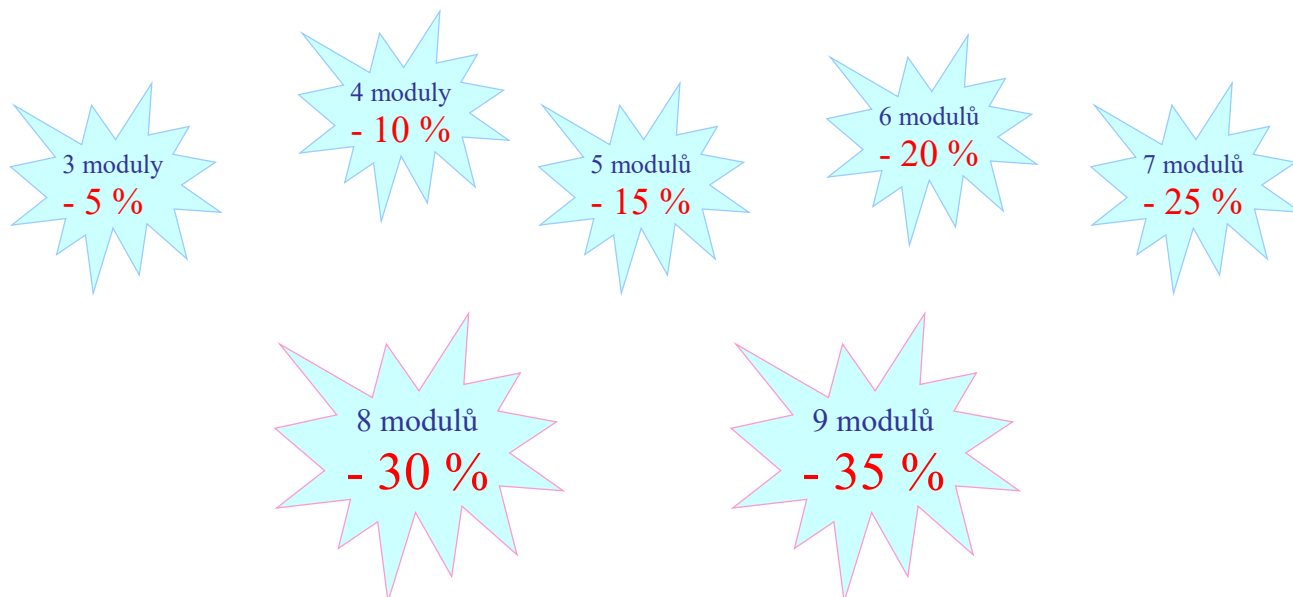 3 moduly
- 5 %
4 moduly
- 10 %
5 modulů
- 15 %
6 modulů
- 20 %
7 modulů
- 25 %
8 modulů
- 30 %
9 modulů
- 35 %